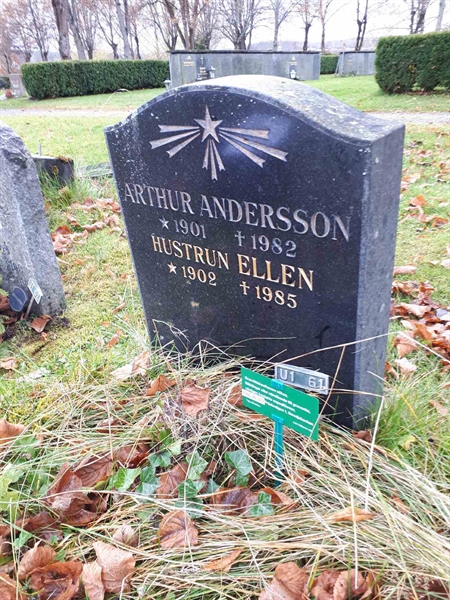 ARTHUR ANDERSSON
★1901 †1982
HUSTRUN ELLEN
★1902 †1985
U1 61